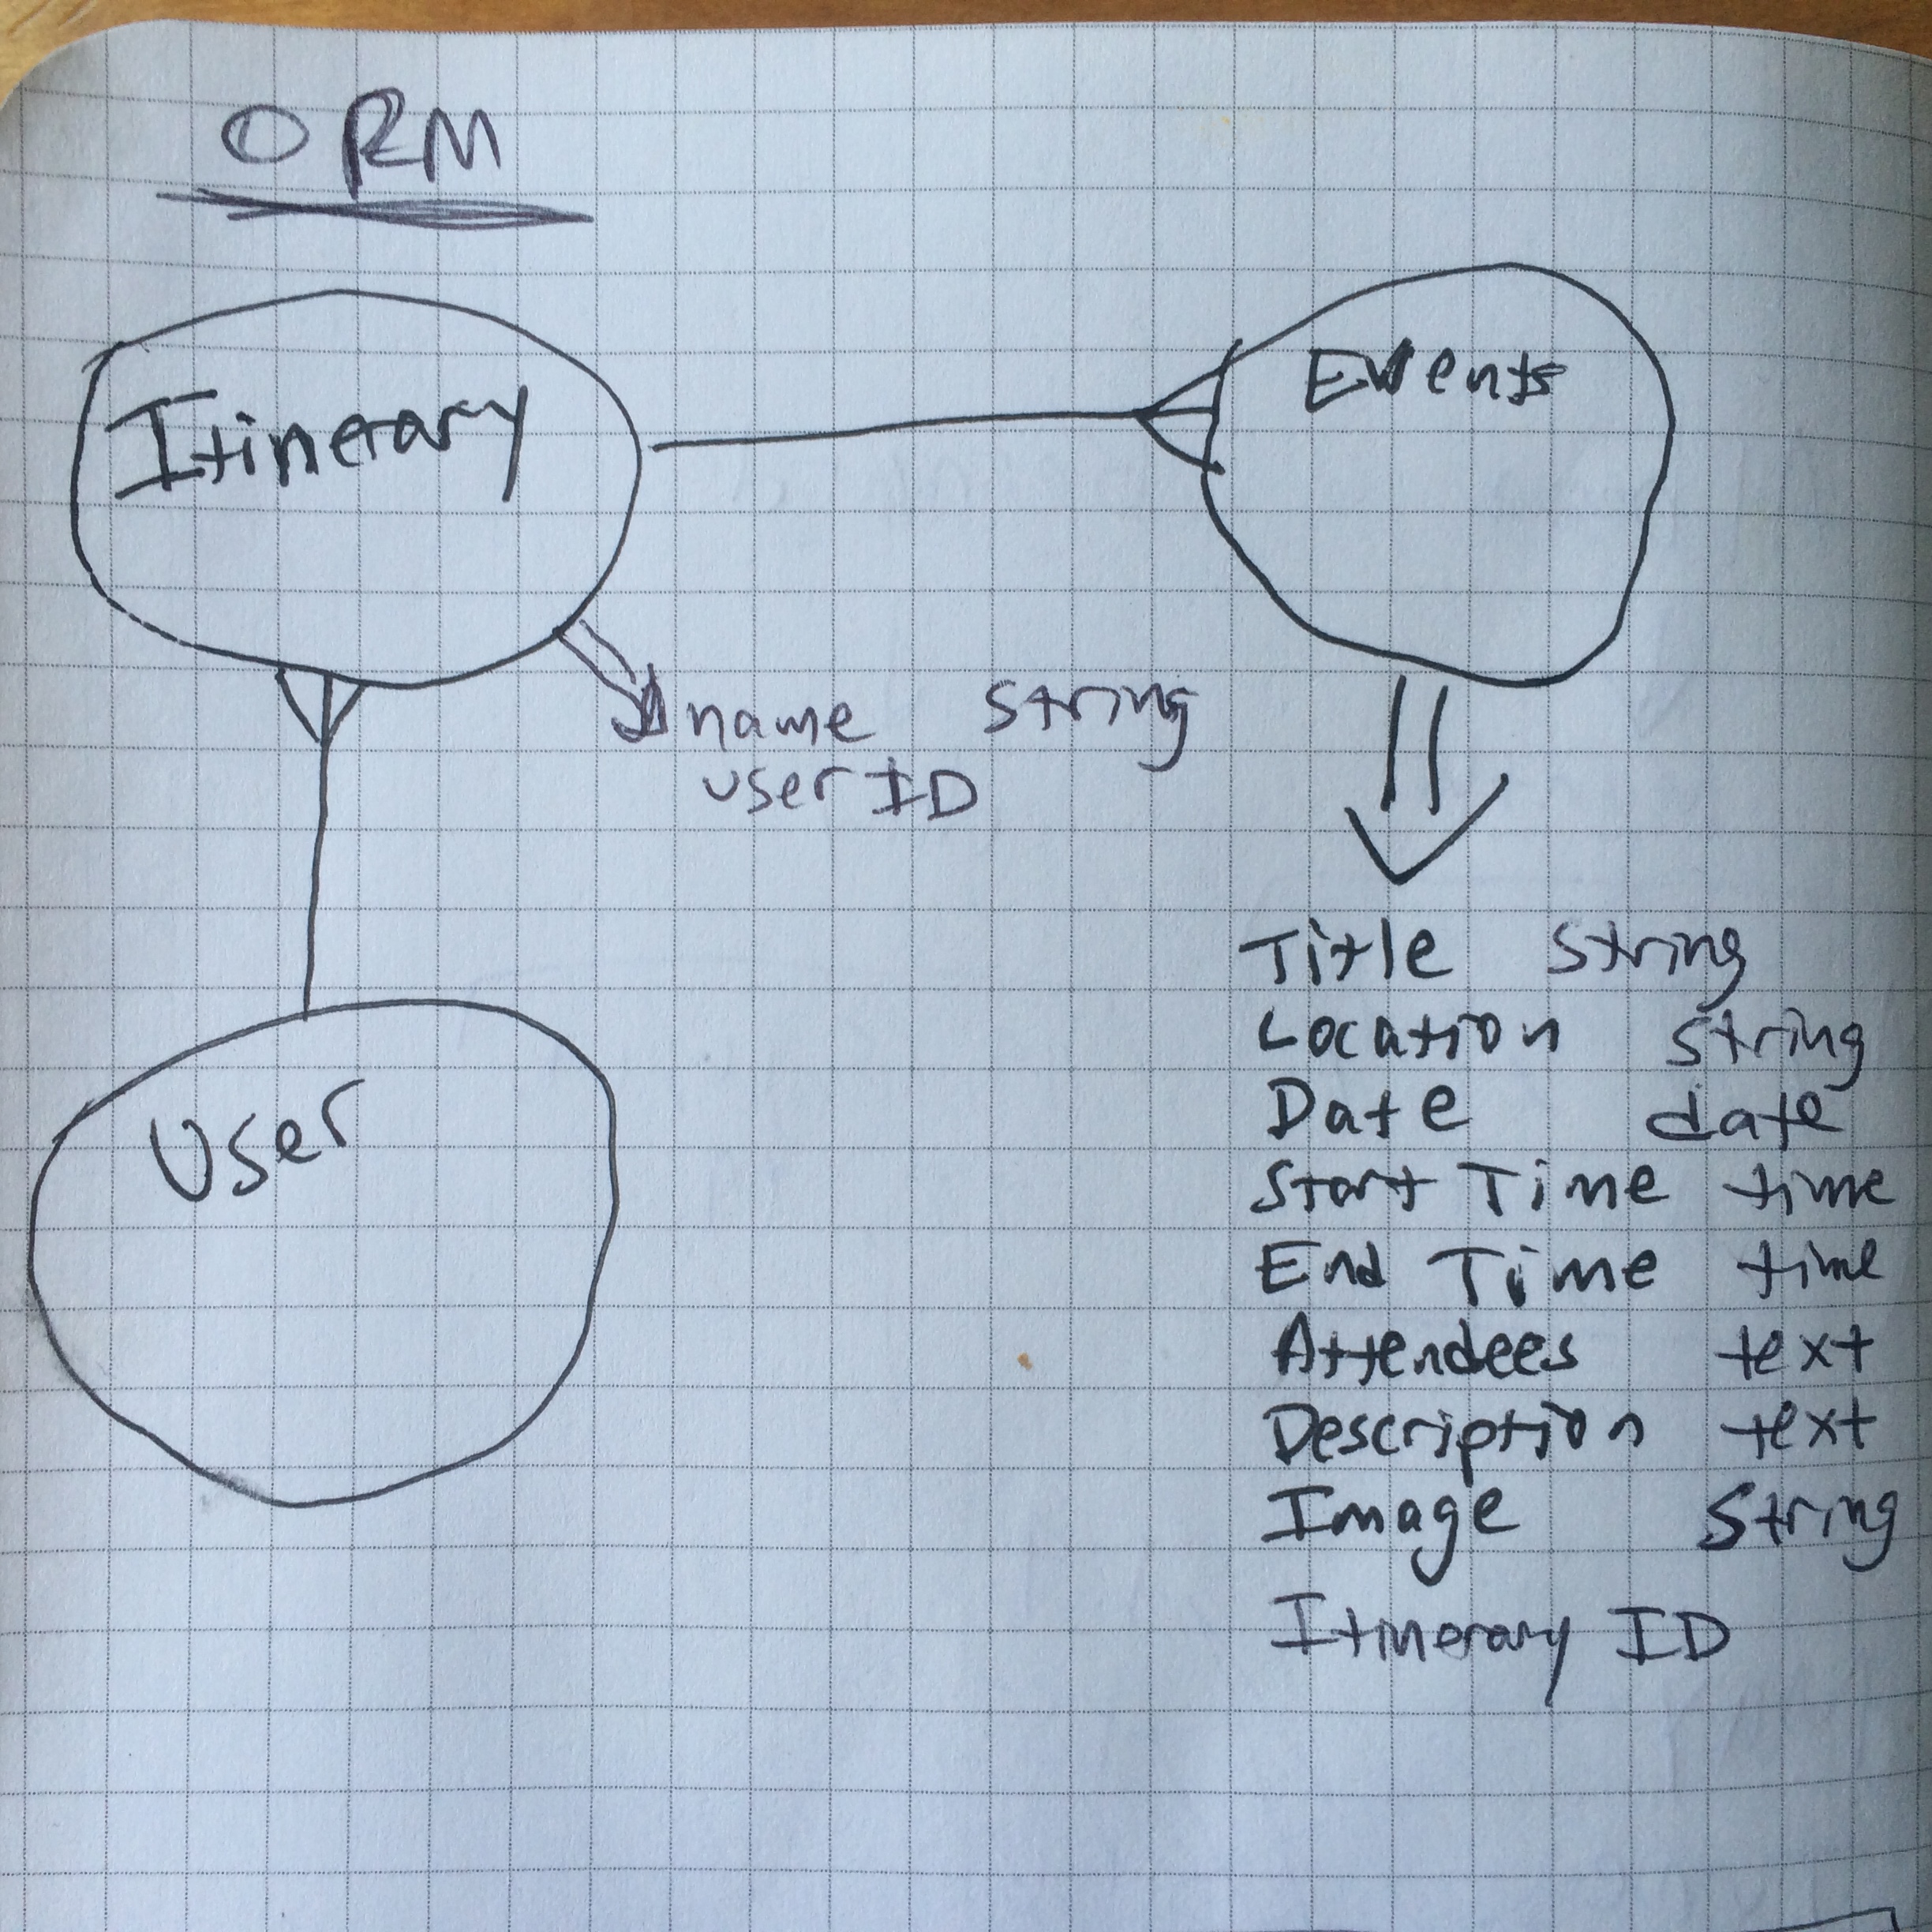 ORM
Itinerary
Events
name string
user ID
User
Title string
Location string
Date date
Start Time time
End Time time
Attendees text
Description text
Image string
Itinerary ID